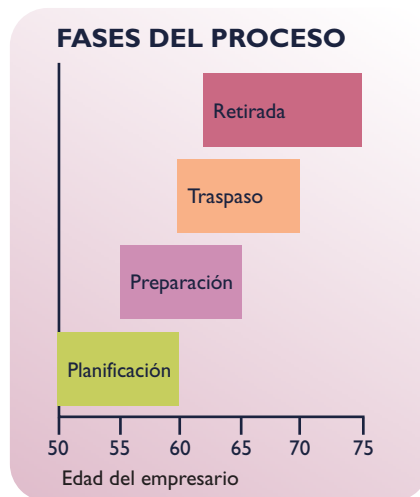 FASES DEL PROCESO
Retirada
Traspaso
Preparación
Planificación
50 55 60 65 70 75
Edad del empresario